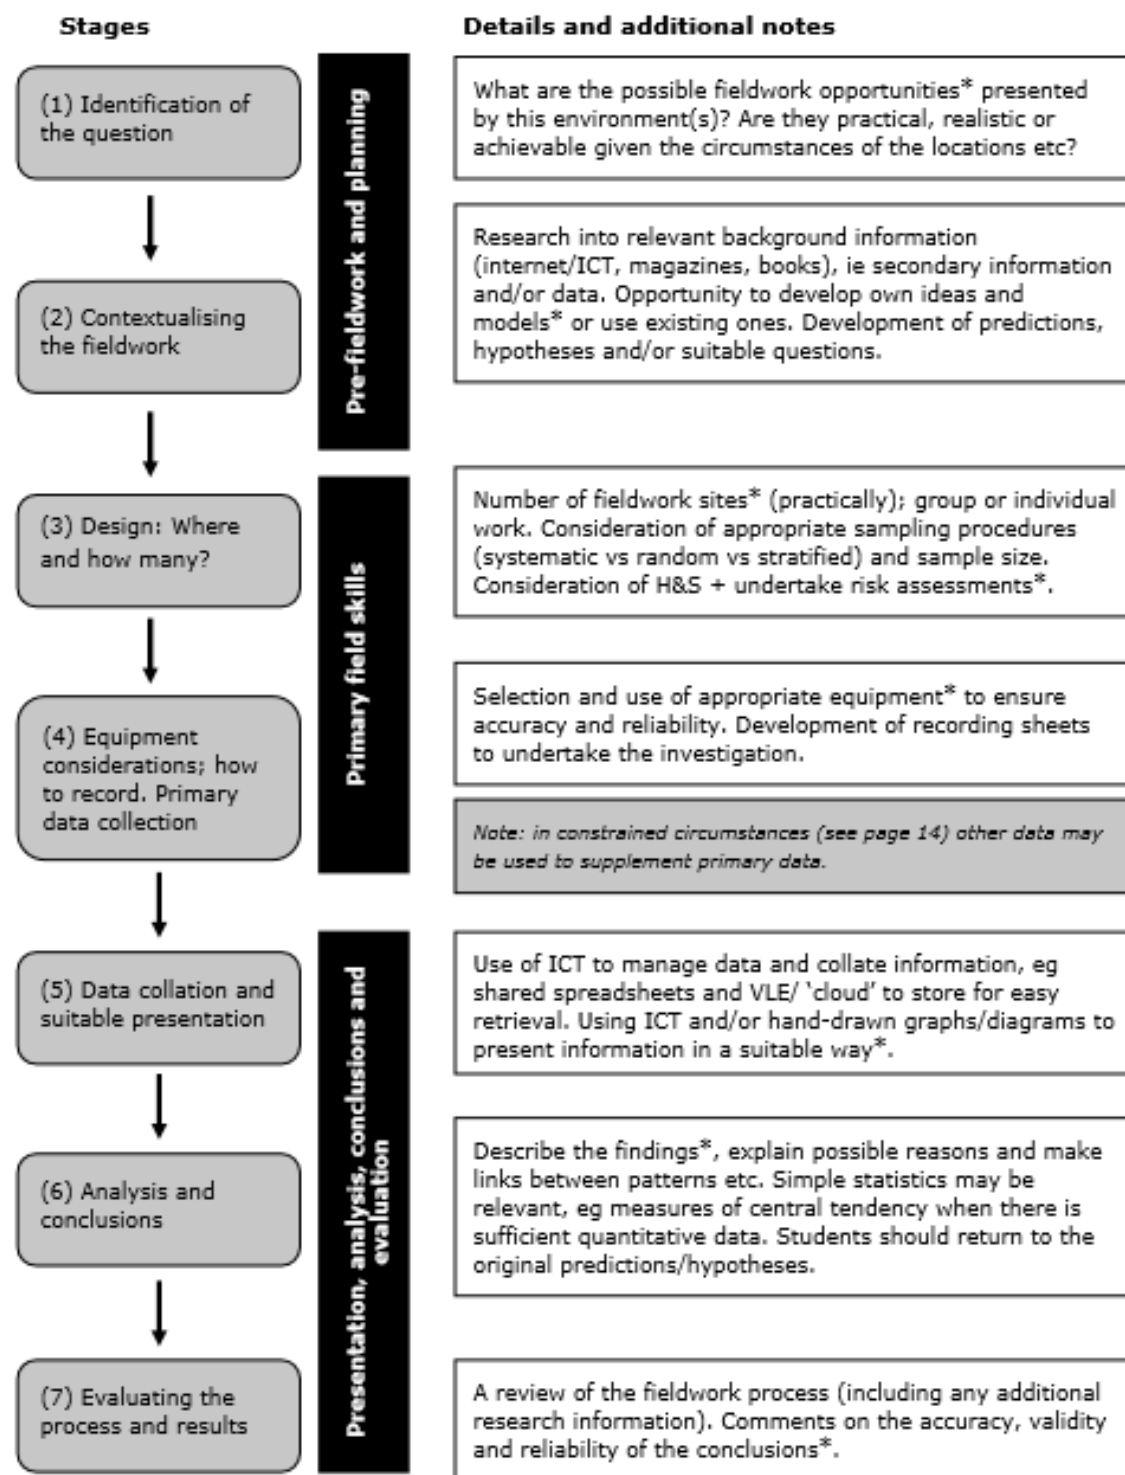 Stages
Details and additional notes
(1) Identification of
the question
Pre-fieldwork and planning
What are the possible fieldwork opportunities* presented
by this environment(s)? Are they practical, realistic or
achievable given the circumstances of the locations etc?
(2) Contextualising
the fieldwork
Research into relevant background information
(internet/ICT, magazines, books), ie secondary information
and/or data. Opportunity to develop own ideas and
models* or use existing ones. Development of predictions,
hypotheses and/or suitable questions.
(3) Design: Where
and how many?
Primary field skills
Number of fieldwork sites* (practically); group or individual
work. Consideration of appropriate sampling procedures
(systematic vs random vs stratified) and sample size.
Consideration of H&S + undertake risk assessments*.
(4) Equipment
considerations; how
to record. Primary
data collection
Selection and use of appropriate equipment* to ensure
accuracy and reliability. Development of recording sheets
to undertake the investigation.
Note: in constrained circumstances (see page 14) other data may
be used to supplement primary data.
(5) Data collation and
suitable presentation
Presentation, analysis, conclusions and
evaluation
Use of ICT to manage data and collate information, eg
shared spreadsheets and VLE/ ‘cloud’ to store for easy
retrieval. Using ICT and/or hand-drawn graphs/diagrams to
present information in a suitable way*.
(6) Analysis and
conclusions
Describe the findings*, explain possible reasons and make
links between patterns etc. Simple statistics may be
relevant, eg measures of central tendency when there is
sufficient quantitative data. Students should return to the
original predictions/hypotheses.
(7) Evaluating the
process and results
A review of the fieldwork process (including any additional
research information). Comments on the accuracy, validity
and reliability of the conclusions*.